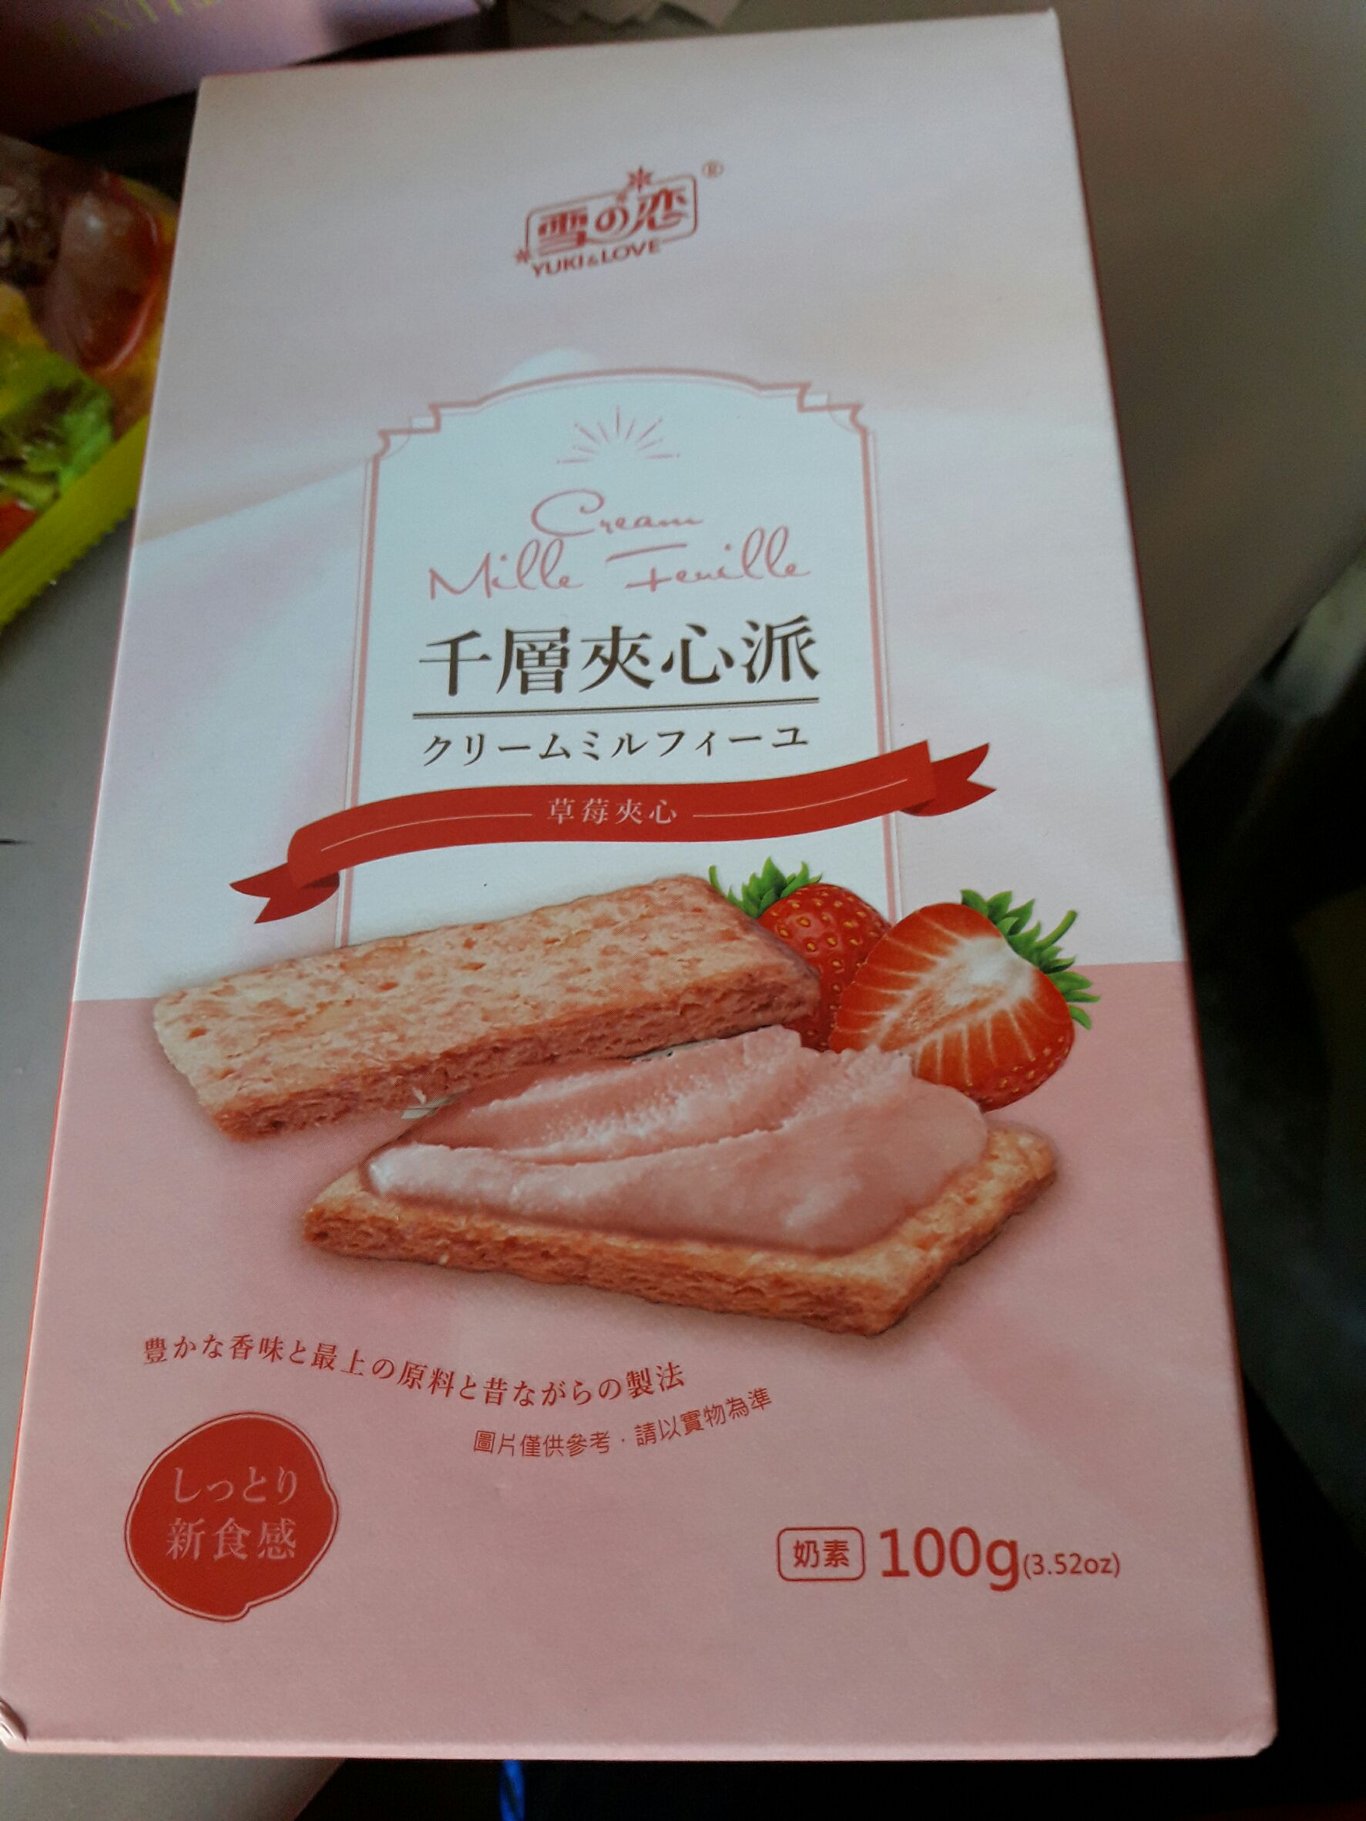 雪の恋®
YUKI&LOVE
Cream
Mille Feuille
千層夾心派
クリームミルフィーユ
草莓夾心
豊かな香味と最上の原料と昔ながらの製法
圖片僅供參考．請以實物為準
しっとり
新食感
奶素 100g(3.52oz)